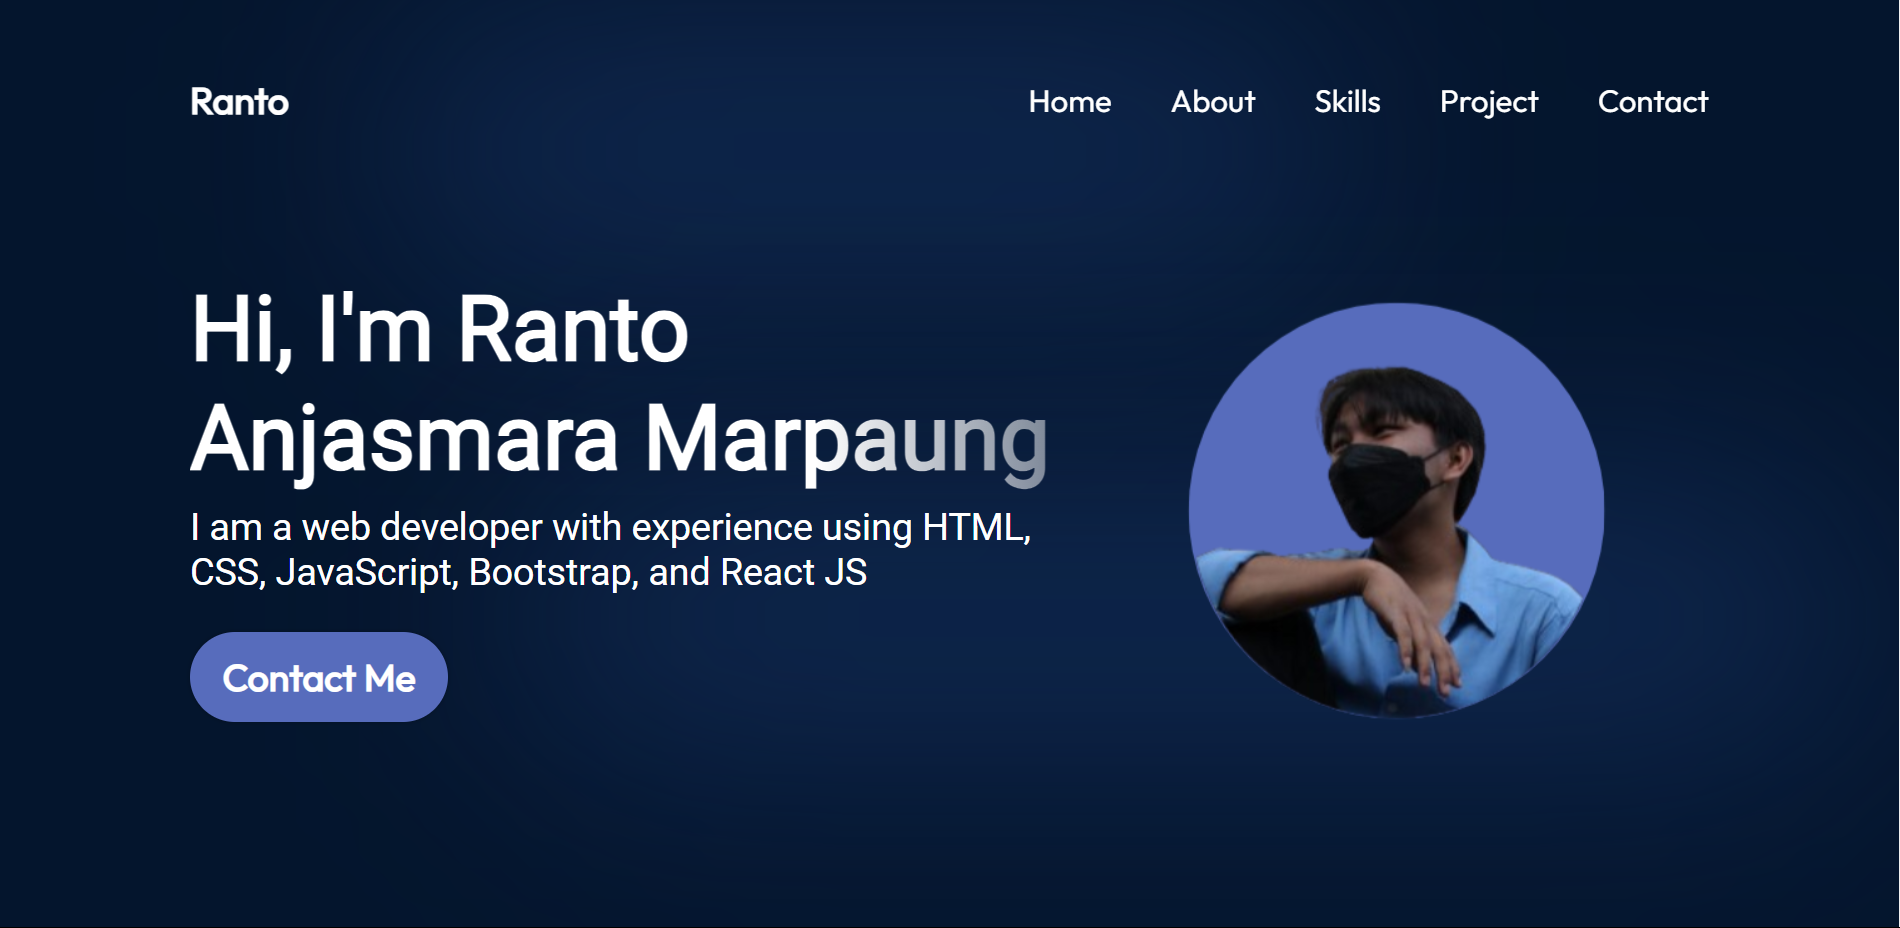 Ranto
Home About Skills Project Contact
Hi, I'm Ranto
Anjasmara Marpaung
I am a web developer with experience using HTML,
CSS, JavaScript, Bootstrap, and React JS
Contact Me